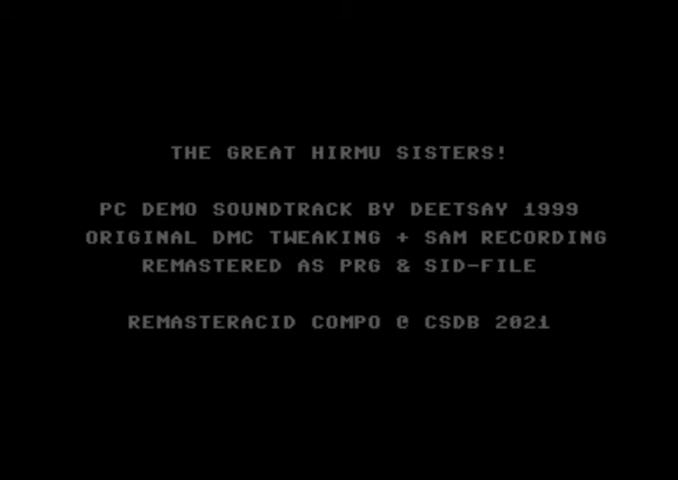 THE GREAT HIRMU SISTERS!
PC DEMO SOUNDTRACK BY DEETSAY 1999
ORIGINAL DMC TWEAKING + SAM RECORDING
REMASTERED AS PRG & SID-FILE
REMASTERACID COMPO @ CSDB 2021